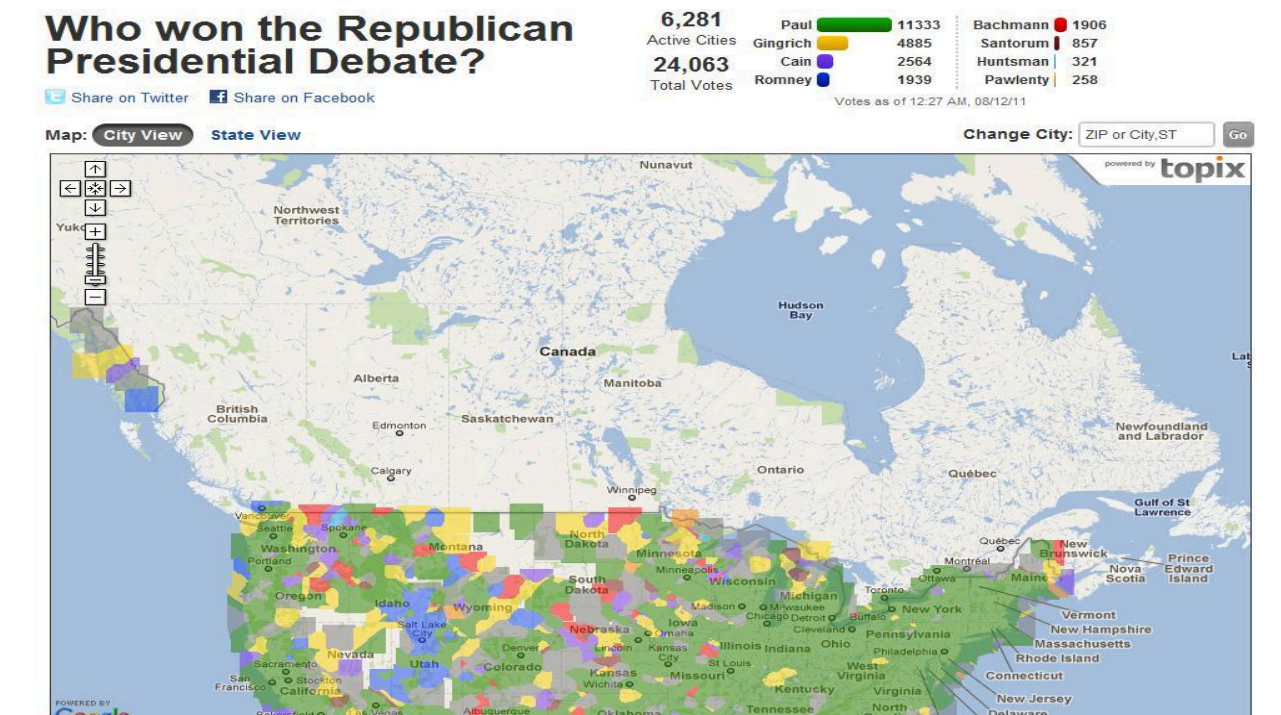 Who won the Republican
Presidential Debate?
Share on Twitter
Share on Facebook
6,281
Active Cities
24,063
Total Votes
Paul 11333
Gingrich 4885
Cain 2564
Romney 1939
Bachmann 1906
Santorum 857
Huntsman 321
Pawlenty 258
Votes as of 12:27 AM, 08/12/11
Map: City View State View
Change City: ZIP or City,ST Go
powered by topix
Nunavut
Northwest
Territories
Hudson
Bay
Canada
Alberta
Manitoba
British
Columbia
Saskatchewan
Edmonton
Newfoundland
and Labrador
Calgary
Ontario
Québec
Winnipeg
Gulf of St
Lawrence
Vancouver
Seattle
Spokane
Washington
Portland
Montana
North
Dakota
Minnesota
Québec
New
Brunswick
Montréal
Prince
Edward
Island
Nova
Scotia
Maine
Ottawa
Minneapolis
Wisconsin
South
Dakota
Oregon
Idaho
Wyoming
Michigan
Toronto
Madison
Milwaukee
Chicago
Detroit
Buffalo
New York
Vermont
New Hampshire
Massachusetts
Rhode Island
Connecticut
New Jersey
Delaware
Salt Lake
City
Nebraska
Iowa
Omaha
Lincoln
Cleveland
Pennsylvania
Philadelphia
Nevada
Utah
Denver
Colorado
Kansas
City
Illinois
Indiana
Ohio
St Louis
Missouri
West
Virginia
Sacramento
San
Francisco
Stockton
California
Kansas
Wichita
Kentucky
Virginia
Las Vegas
Albuquerque
Oklahoma
Tennessee
North
POWERED BY
Google